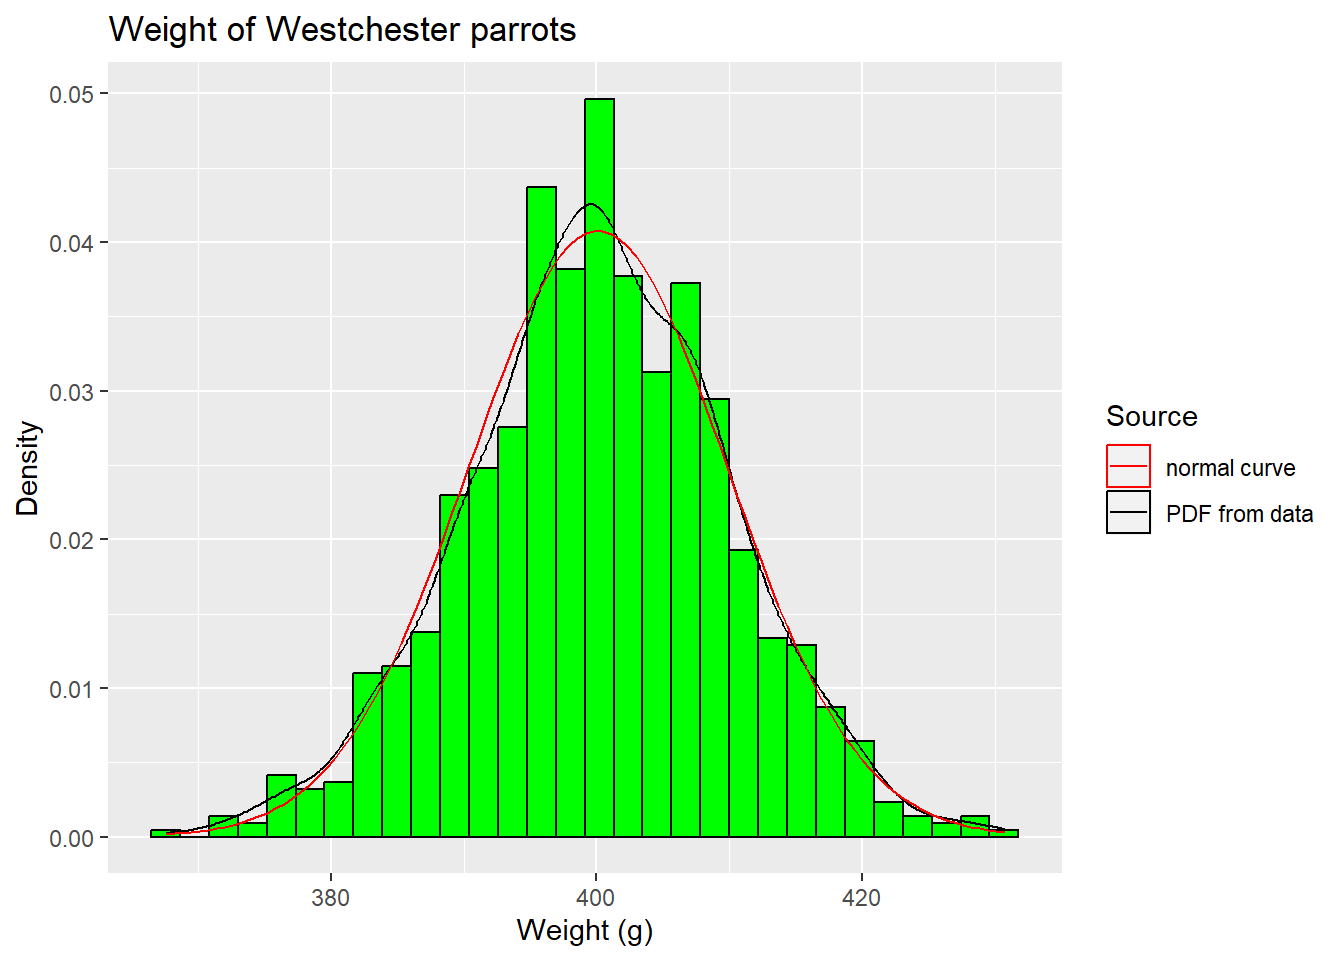 Weight of Westchester parrots
0.05
0.04
0.03
0.02
0.01
0.00
Density
380
400
420
Weight (g)
Source
normal curve
PDF from data